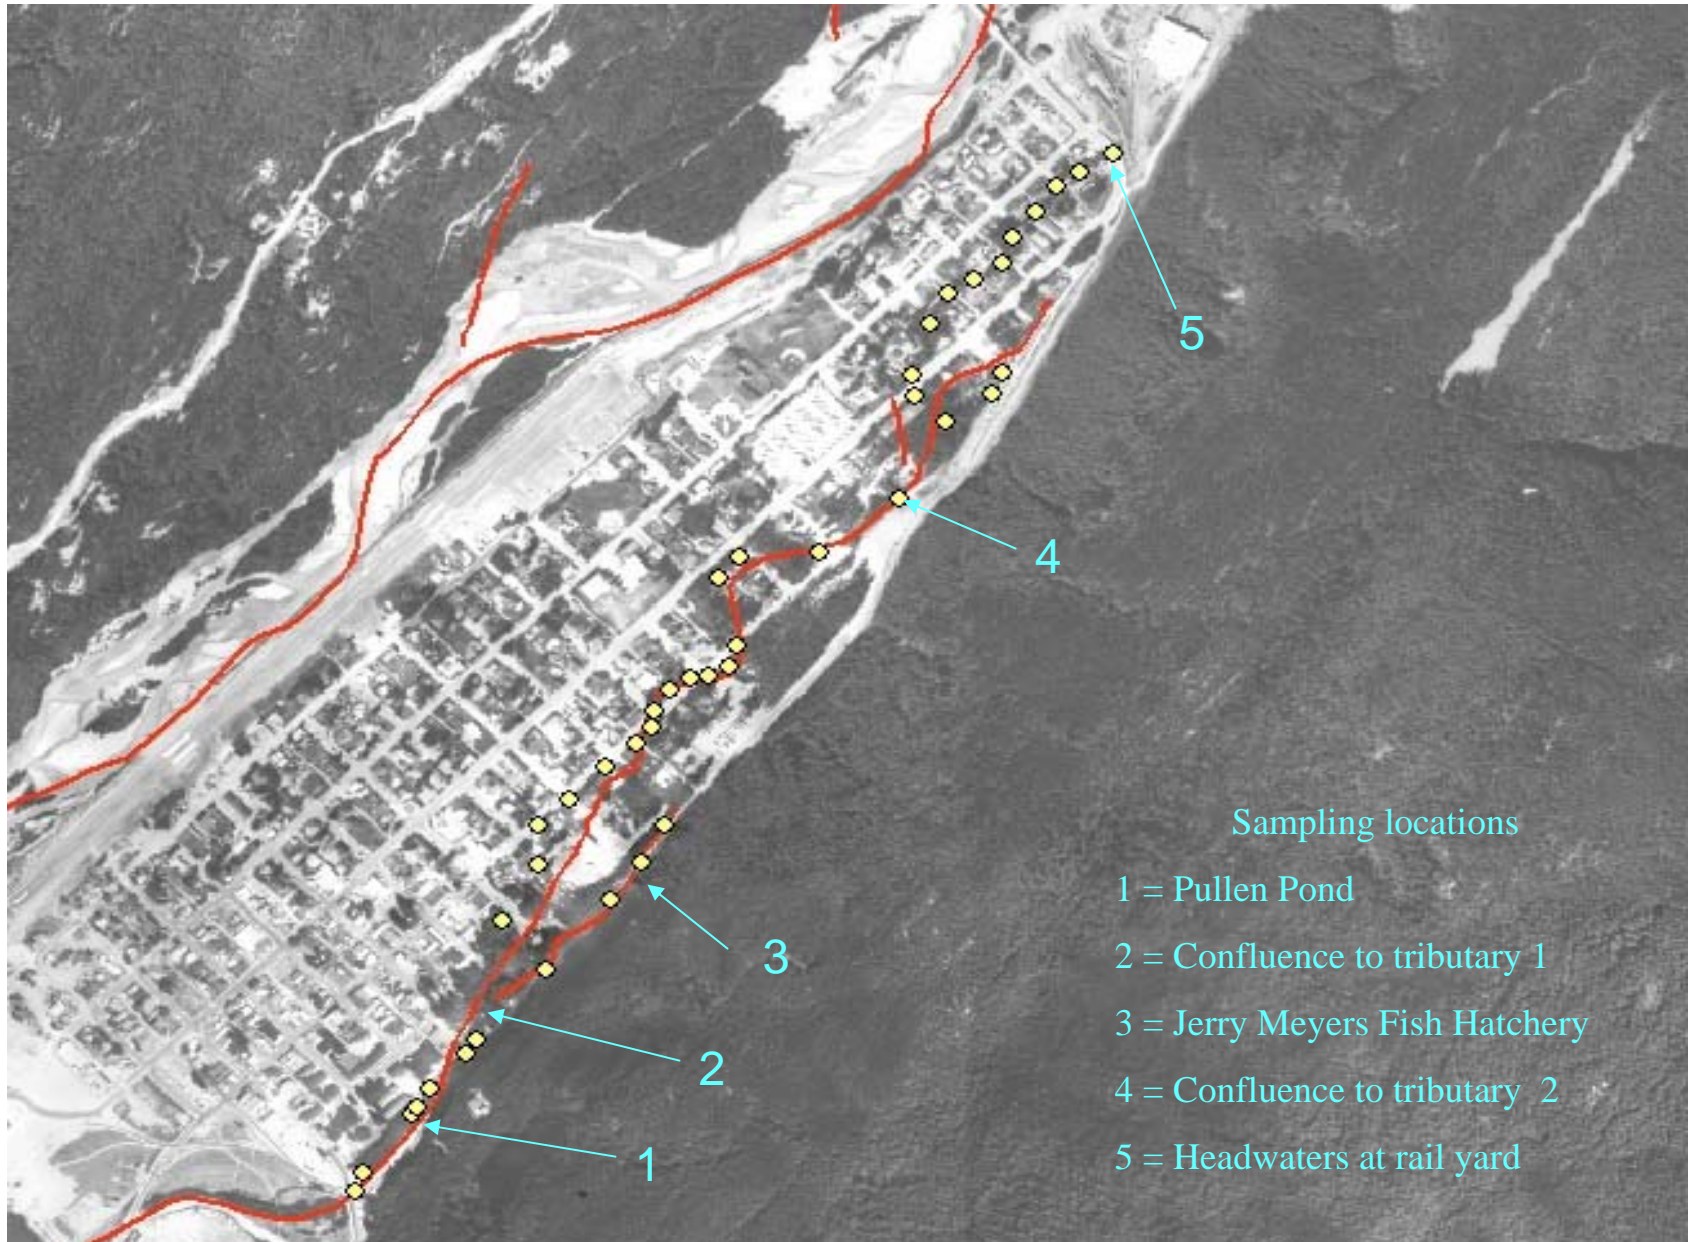 5
4
Sampling locations
1 = Pullen Pond
2 = Confluence to tributary 1
3
3 = Jerry Meyers Fish Hatchery
2
4 = Confluence to tributary 2
1
5 = Headwaters at rail yard